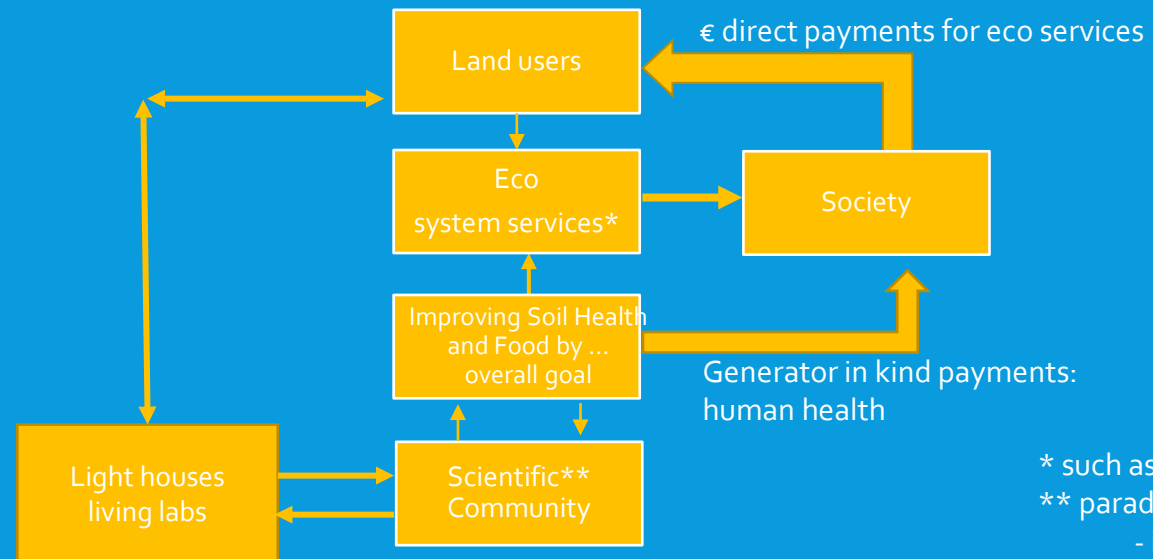 € direct payments for eco services
Land users
Eco
system services*
Society
Improving Soil Health
and Food by ...
overall goal
Generator in kind payments:
human health
Light houses
living labs
Scientific**
Community
* such as
** parad
-